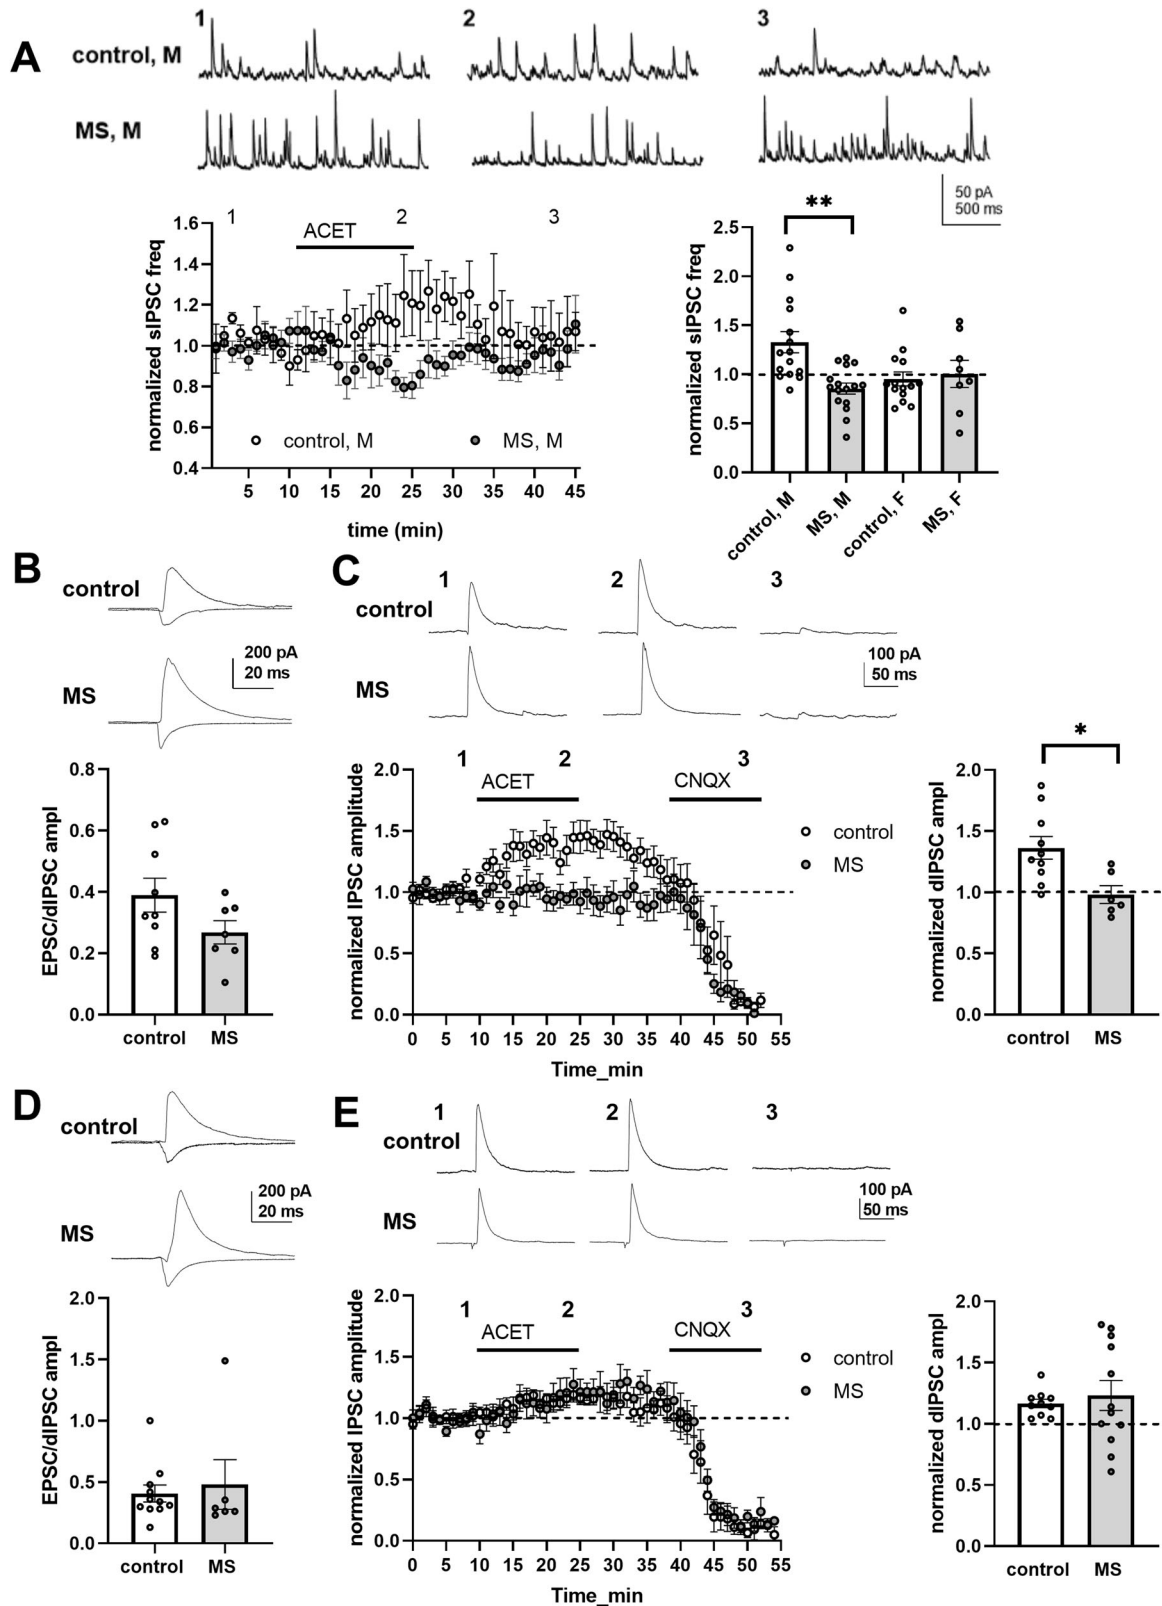 A
1 2 3
control, M
MS, M
50 pA
500 ms
1 2 3
ACET
1.6
1.4
1.2
1.0
0.8
0.6
0.4
normalized sIPSC freq
control, M MS, M
5 10 15 20 25 30 35 40 45
time (min)
**
2.5
2.0
1.5
1.0
0.5
0.0
normalized sIPSC freq
control, M MS, M control, F MS, F
B
control
MS
200 pA
20 ms
0.8
0.6
0.4
0.2
0.0
EPSC/dIPSC ampl
control MS
C
1 2 3
control
MS
100 pA
50 ms
1 2 3
ACET CNQX
2.0
1.5
1.0
0.5
0.0
normalized IPSC amplitude
control
MS
0 5 10 15 20 25 30 35 40 45 50 55
Time_min
*
2.0
1.5
1.0
0.5
0.0
normalized dIPSC ampl
control MS
D
control
MS
200 pA
20 ms
2.0
1.5
1.0
0.5
0.0
EPSC/dIPSC ampl
control MS
E
1 2 3
control
MS
100 pA
50 ms
1 2 3
ACET CNQX
2.0
1.5
1.0
0.5
0.0
normalized IPSC amplitude
control
MS
0 5 10 15 20 25 30 35 40 45 50 55
Time_min
2.0
1.5
1.0
0.5
0.0
normalized dIPSC ampl
control MS